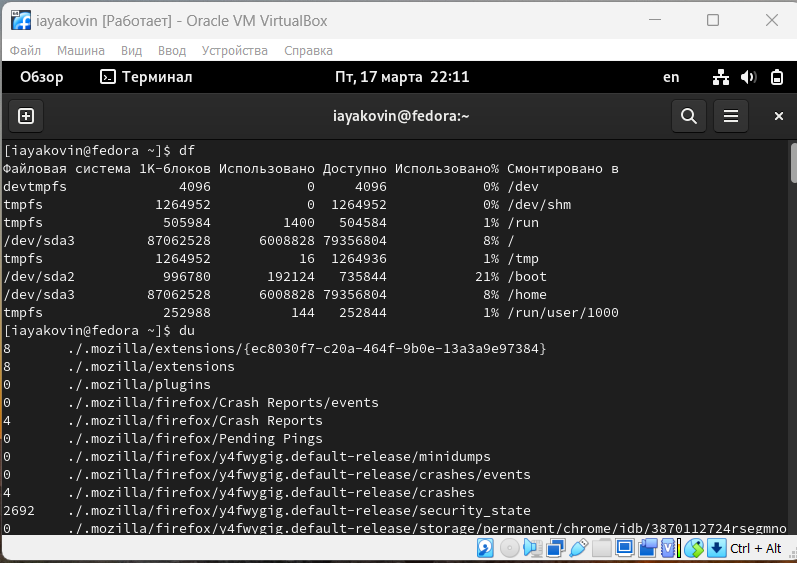 iayakovin [Работает] - Oracle VM VirtualBox
Файл Машина Вид Ввод Устройства Справка
Обзор Терминал Пт, 17 марта 22:11 en
iayakovin@fedora:~
[iayakovin@fedora ~]$ df
Файловая система 1K-блоков Использовано Доступно Использовано% Смонтировано в
devtmpfs 4096 0 4096 0% /dev
tmpfs 1264952 0 1264952 0% /dev/shm
tmpfs 505984 1400 504584 1% /run
/dev/sda3 87062528 6008828 79356804 8% /
tmpfs 1264952 16 1264936 1% /tmp
/dev/sda2 996780 192124 735844 21% /boot
/dev/sda3 87062528 6008828 79356804 8% /home
tmpfs 252988 144 252844 1% /run/user/1000
[iayakovin@fedora ~]$ du
8 ./.mozilla/extensions/{ec8030f7-c20a-464f-9b0e-13a3a9e97384}
8 ./.mozilla/extensions
0 ./.mozilla/plugins
0 ./.mozilla/firefox/Crash Reports/events
4 ./.mozilla/firefox/Crash Reports
0 ./.mozilla/firefox/Pending Pings
0 ./.mozilla/firefox/y4fwygig.default-release/minidumps
0 ./.mozilla/firefox/y4fwygig.default-release/crashes/events
4 ./.mozilla/firefox/y4fwygig.default-release/crashes
2692 ./.mozilla/firefox/y4fwygig.default-release/security_state
0 ./.mozilla/firefox/y4fwygig.default-release/storage/permanent/chrome/idb/3870112724rsegmno
Ctrl + Alt